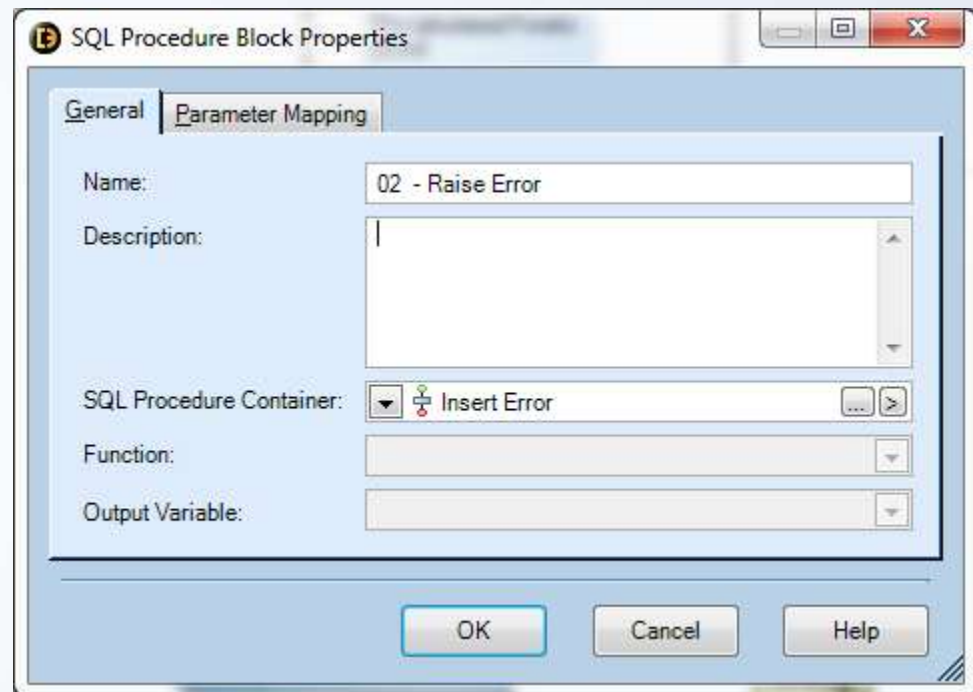 SQL Procedure Block Properties
General
Parameter Mapping
Name:
02 - Raise Error
Description:
SQL Procedure Container:
Insert Error
...
>
Function:
Output Variable:
OK
Cancel
Help